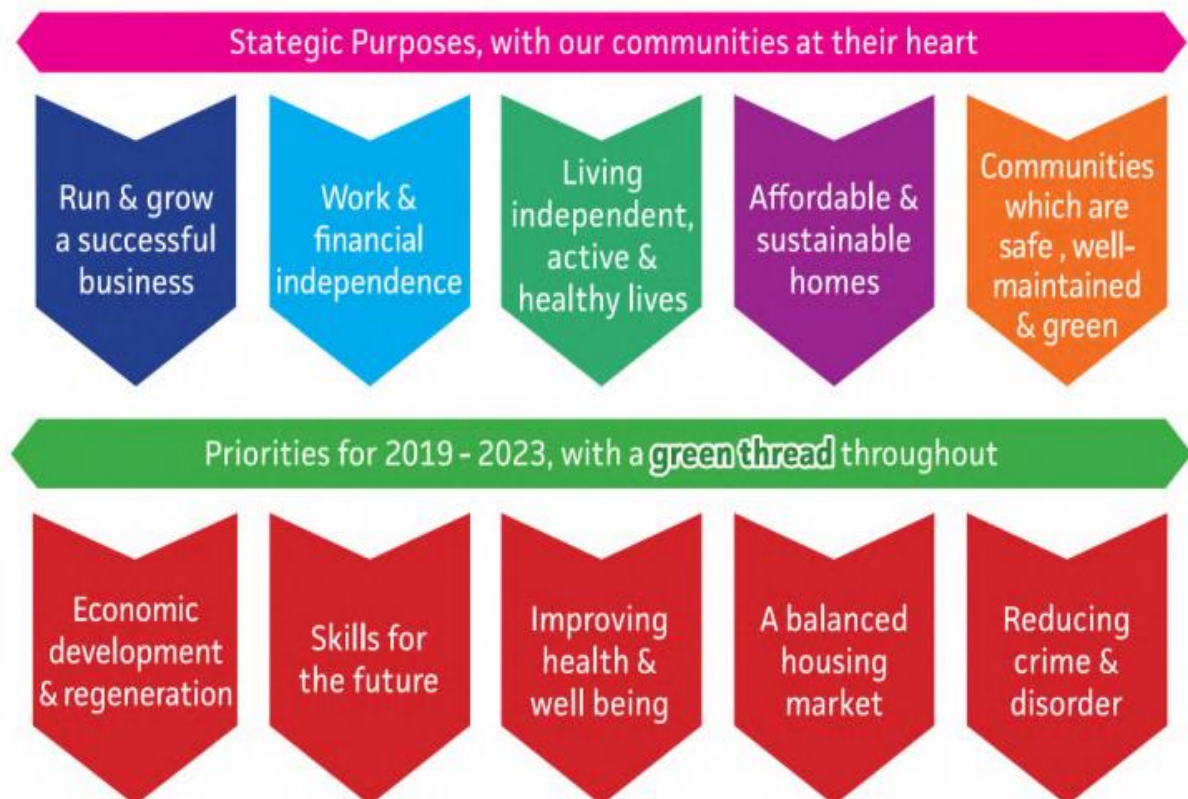 Stategic Purposes, with our communities at their heart
Run & grow
a successful
business
Work &
financial
independence
Living
independent,
active &
healthy lives
Affordable &
sustainable
homes
Communities
which are
safe , well-
maintained
& green
Priorities for 2019 - 2023, with a green thread throughout
Economic
development
& regeneration
Skills for
the future
Improving
health &
well being
A balanced
housing
market
Reducing
crime &
disorder